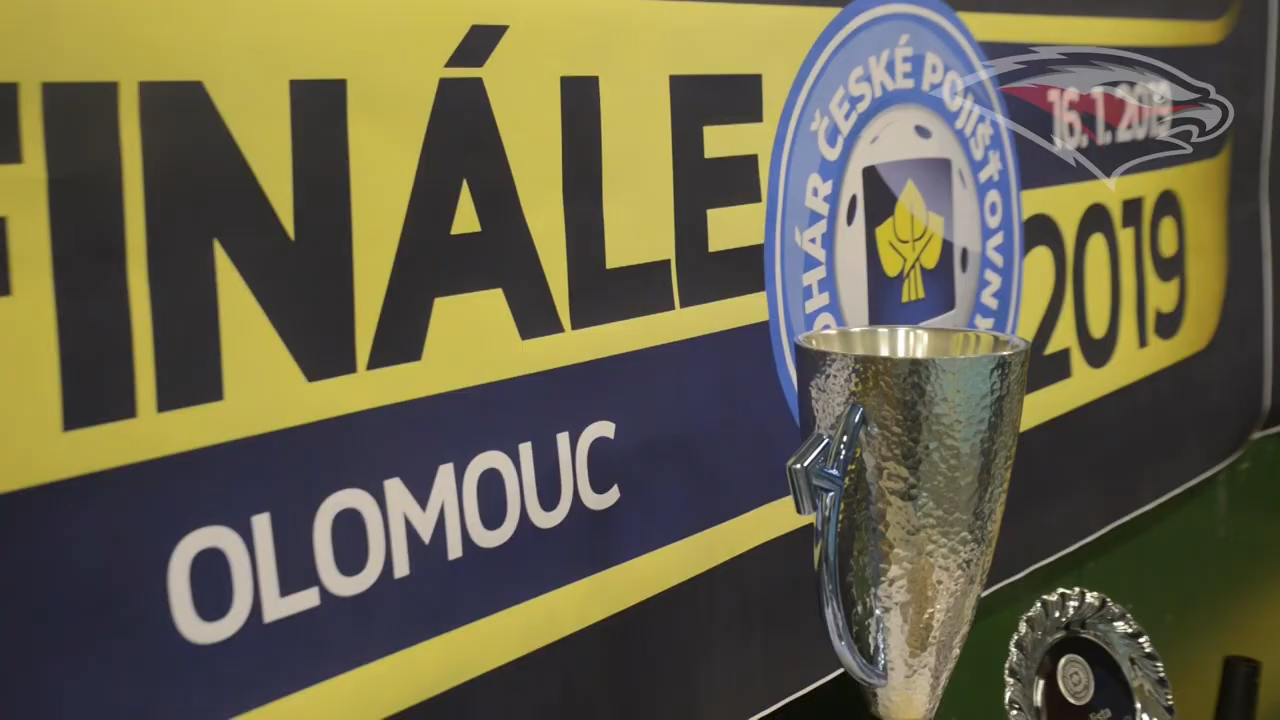 FINÁLE
POHÁR ČESKÉ POJIŠŤOVNY
16. 1. 2019
2019
OLOMOUC